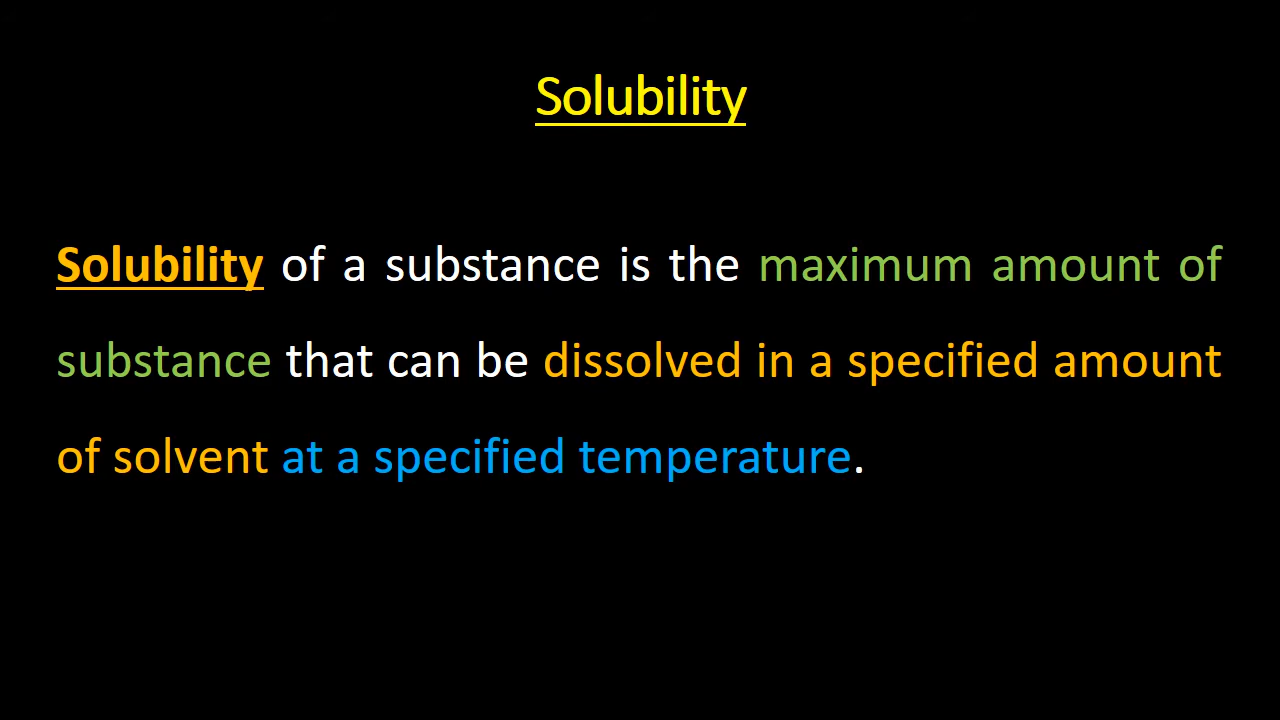 Solubility
Solubility of a substance is the maximum amount of
substance that can be dissolved in a specified amount
of solvent at a specified temperature.